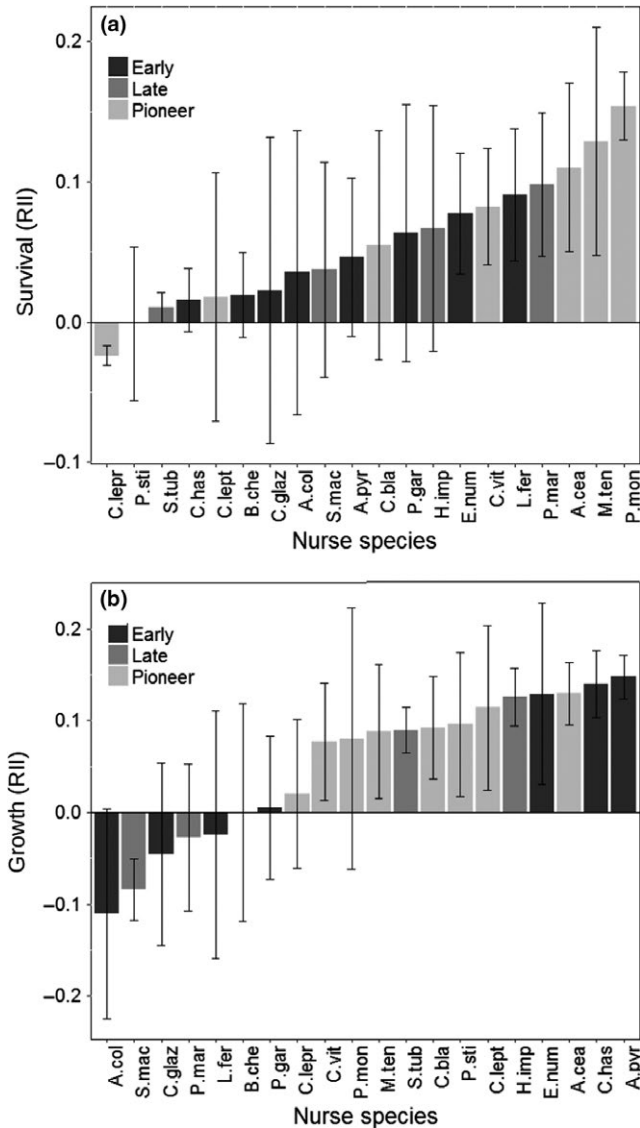 (a)
Early
Late
Pioneer
0.2
0.1
0.0
–0.1
Survival (RII)
C.lepr
P.sti
S.tub
C.has
C.lept
B.che
C.glaz
A.col
S.mac
A.pyr
C.bla
P.gar
H.imp
E.num
C.vit
L.fer
P.mar
A.cea
M.ten
P.mon
Nurse species
(b)
Early
Late
Pioneer
0.2
0.1
0.0
–0.1
–0.2
Growth (RII)
A.col
S.mac
C.glaz
P.mar
L.fer
B.che
P.gar
C.lepr
C.vit
P.mon
M.ten
S.tub
C.bla
P.sti
C.lept
H.imp
E.num
A.cea
C.has
A.pyr
Nurse species